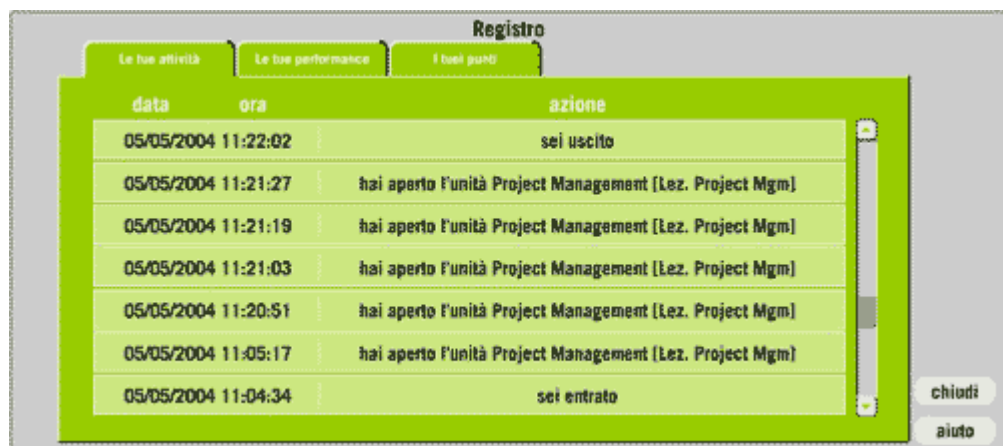 Registro
Le tue attività Le tue performance I tuoi punti
data ora azione
05/05/2004 11:22:02 sei uscito
05/05/2004 11:21:27 hai aperto l'unità Project Management [Lez. Project Mgm]
05/05/2004 11:21:19 hai aperto l'unità Project Management [Lez. Project Mgm]
05/05/2004 11:21:03 hai aperto l'unità Project Management [Lez. Project Mgm]
05/05/2004 11:20:51 hai aperto l'unità Project Management [Lez. Project Mgm]
05/05/2004 11:05:17 hai aperto l'unità Project Management [Lez. Project Mgm]
05/05/2004 11:04:34 sei entrato
chiudi
aiuto